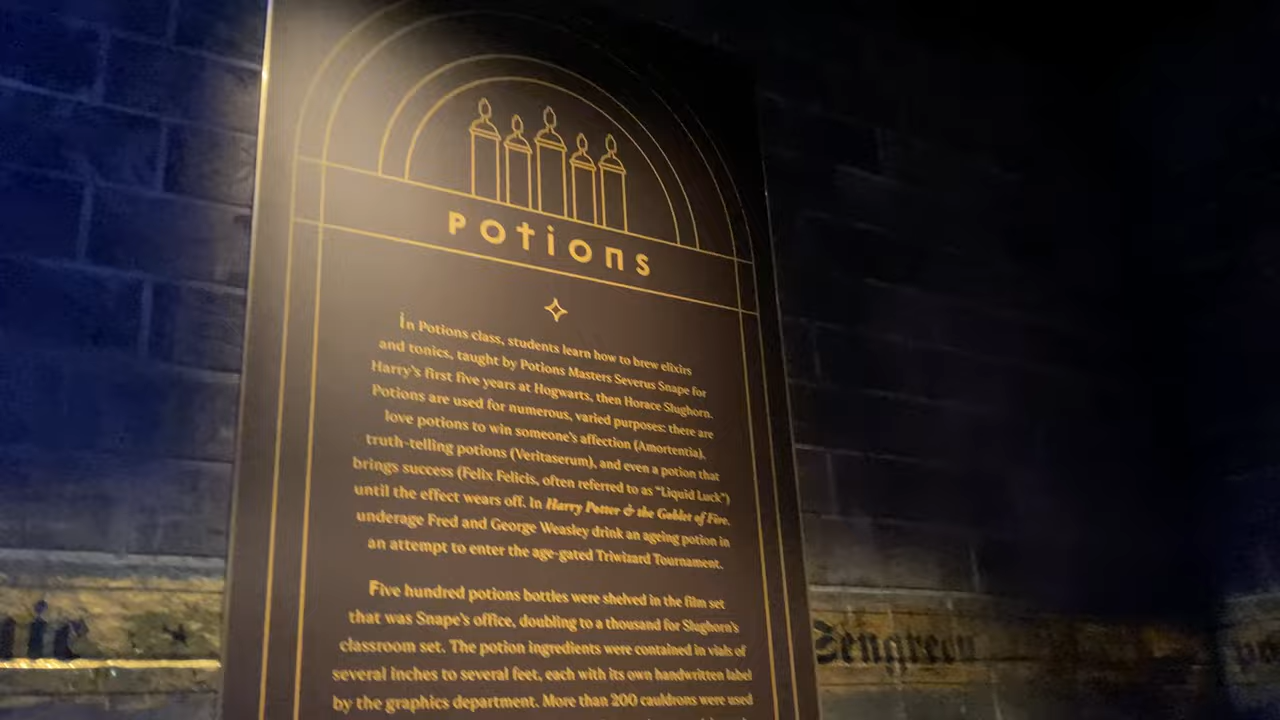 Potions
In Potions class, students learn how to brew elixirs
and tonics, taught by Potions Masters Severus Snape for
Harry's first five years at Hogwarts, then Horace Slughorn.
Potions are used for numerous, varied purposes: there are
love potions to win someone's affection (Amortentia),
truth-telling potions (Veritaserum), and even a potion that
brings success (Felix Felicis, often referred to as “Liquid Luck”)
until the effect wears off. In Harry Potter & the Goblet of Fire,
underage Fred and George Weasley drink an ageing potion in
an attempt to enter the age-gated Triwizard Tournament.
Five hundred potions bottles were shelved in the film set
that was Snape's office, doubling to a thousand for Slughorn's
classroom set. The potion ingredients were contained in vials of
several inches to several feet, each with its own handwritten label
by the graphics department. More than 200 cauldrons were used